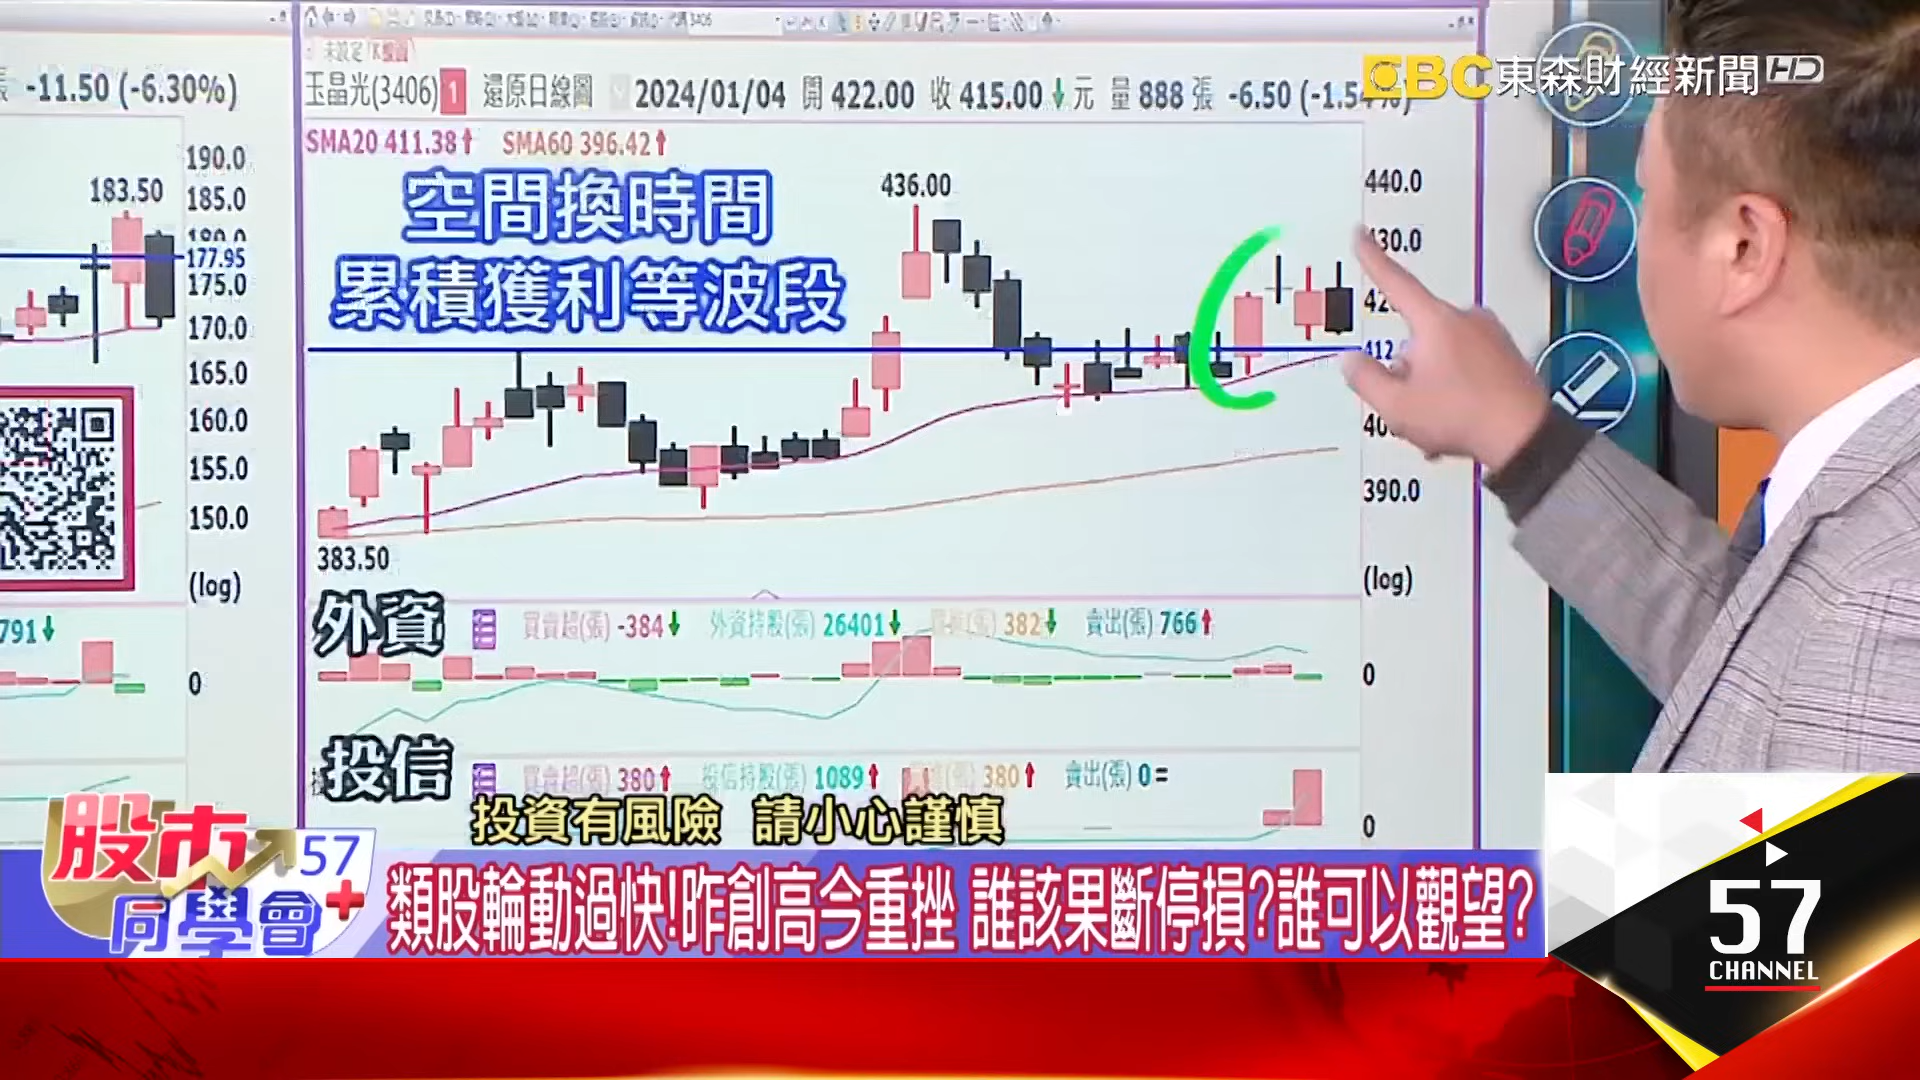 -11.50 (-6.30%)
183.50
190.0
185.0
177.95
175.0
170.0
165.0
160.0
155.0
150.0
(log)
791↓
0
玉晶光(3406) 1 還原日線圖 2024/01/04 開 422.00 收 415.00↓元 量 888 張 -6.50
SMA20 411.38↑ SMA60 396.42↑
空間換時間
累積獲利等波段
436.00
383.50
440.0
430.0
390.0
(log)
外資 買賣超(張) -384↓ 外資持股(張) 26401↓ 382↓ 賣出(張) 766↑
0
投信 買賣超(張) 380↑ 投信持股(張) 1089↑ 380↑ 賣出(張) 0=
0
EBC東森財經新聞HD
投資有風險 請小心謹慎
股市
同學會
57
+
類股輪動過快!昨創高今重挫 誰該果斷停損?誰可以觀望?
57
CHANNEL